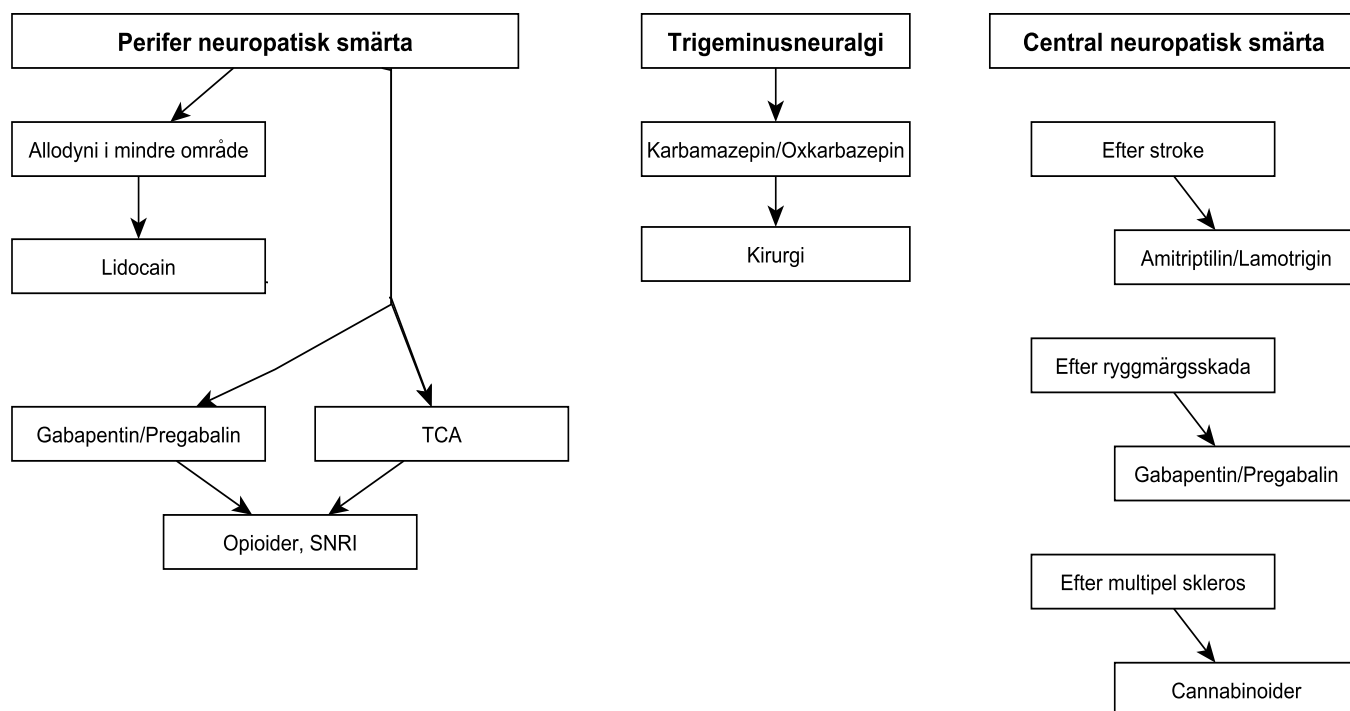 Perifer neuropatisk smärta
Allodyni i mindre område
Lidocain
Gabapentin/Pregabalin
TCA
Opioider, SNRI
Trigeminusneuralgi
Karbamazepin/Oxkarbazepin
Kirurgi
Central neuropatisk smärta
Efter stroke
Amitriptilin/Lamotrigin
Efter ryggmärgsskada
Gabapentin/Pregabalin
Efter multipel skleros
Cannabinoider